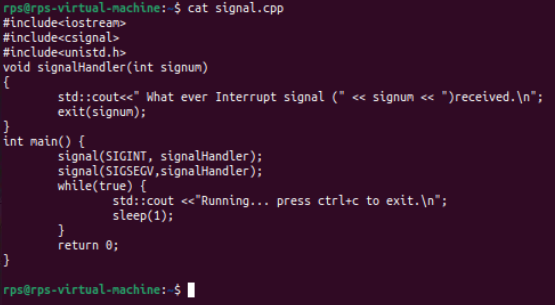 rps@rps-virtual-machine:~$ cat signal.cpp
#include<iostream>
#include<csignal>
#include<unistd.h>
void signalHandler(int signum)
{
        std::cout<<" What ever Interrupt signal (" << signum << ")received.\n";
        exit(signum);
}
int main() {
        signal(SIGINT, signalHandler);
        signal(SIGSEGV,signalHandler);
        while(true) {
                std::cout <<"Running... press ctrl+c to exit.\n";
                sleep(1);
        }
        return 0;
}
rps@rps-virtual-machine:~$